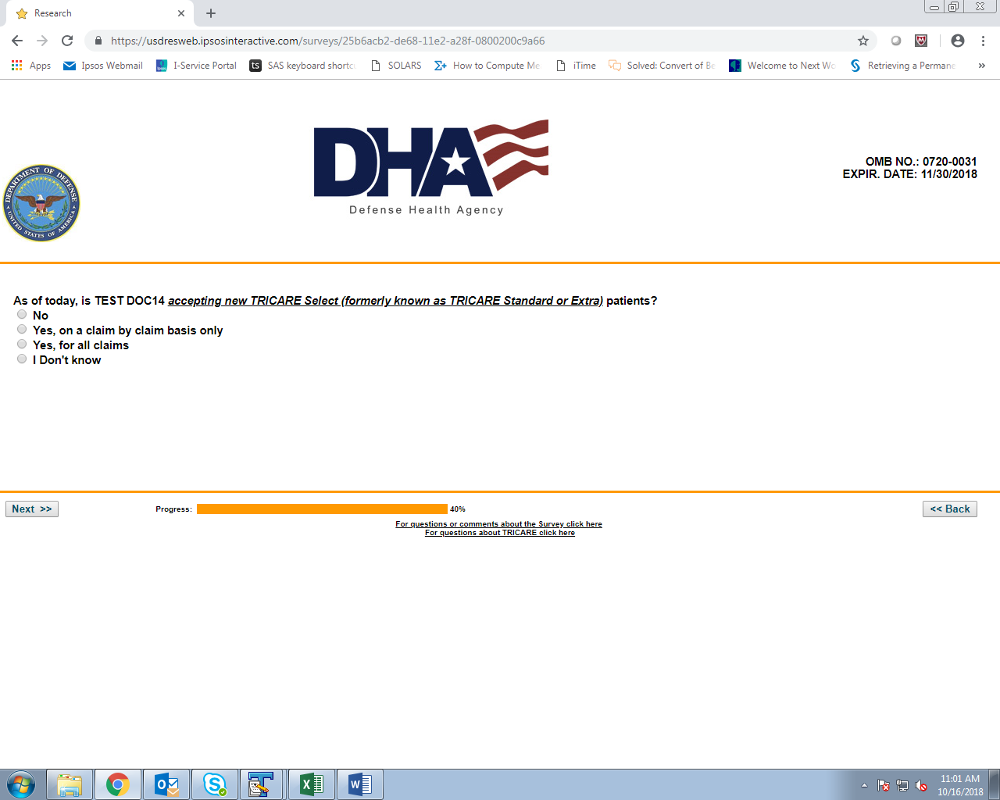 Research
https://usdresweb.ipsosinteractive.com/surveys/25b6acb2-de68-11e2-a28f-0800200c9a66
Apps
Ipsos Webmail
I-Service Portal
ts
SAS keyboard shortcu
SOLARS
How to Compute Me
iTime
Solved: Convert of Be
Welcome to Next Wo
Retrieving a Permane
»
DEPARTMENT OF DEFENSE
UNITED STATES OF AMERICA
DHA
Defense Health Agency
OMB NO.: 0720-0031
EXPIR. DATE: 11/30/2018
As of today, is TEST DOC14 accepting new TRICARE Select (formerly known as TRICARE Standard or Extra) patients?
No
Yes, on a claim by claim basis only
Yes, for all claims
I Don't know
Next >>
Progress:
40%
<< Back
For questions or comments about the Survey click here
For questions about TRICARE click here
11:01 AM
10/16/2018